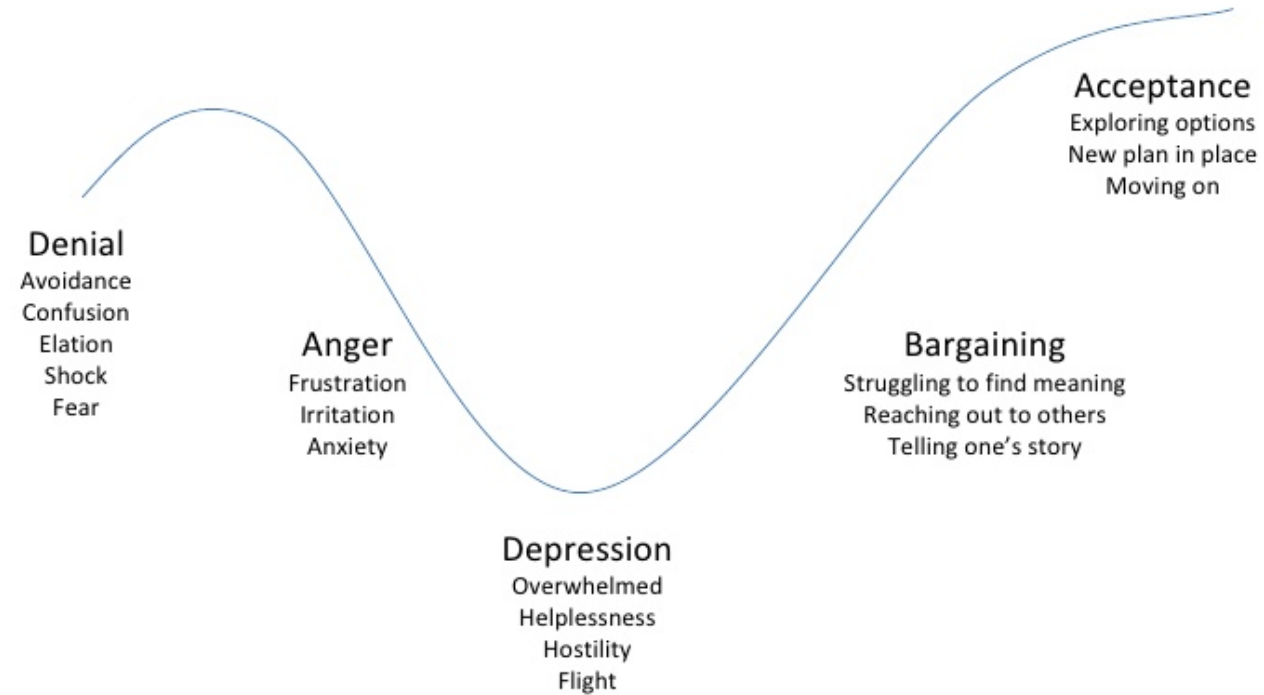 Denial
Avoidance
Confusion
Elation
Shock
Fear
Anger
Frustration
Irritation
Anxiety
Depression
Overwhelmed
Helplessness
Hostility
Flight
Bargaining
Struggling to find meaning
Reaching out to others
Telling one’s story
Acceptance
Exploring options
New plan in place
Moving on